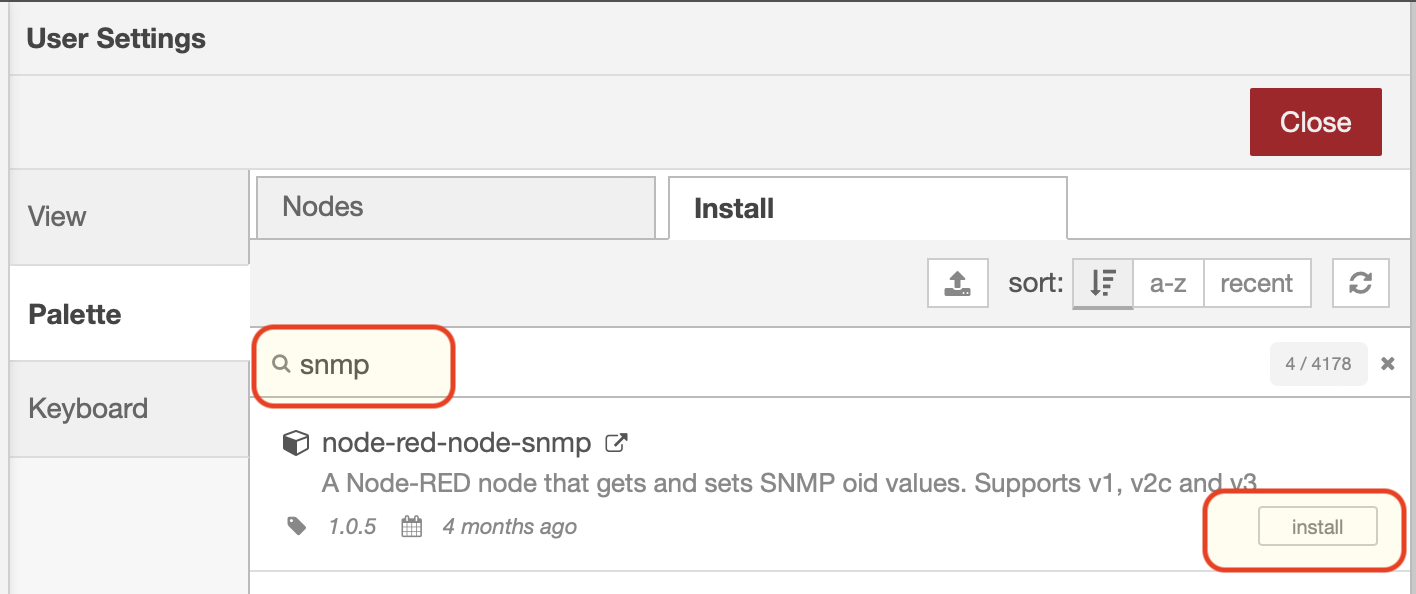 User Settings
Close
View
Nodes
Install
sort:
a-z
recent
Palette
snmp
4 / 4178
Keyboard
node-red-node-snmp
A Node-RED node that gets and sets SNMP oid values. Supports v1, v2c and v3
1.0.5
4 months ago
install